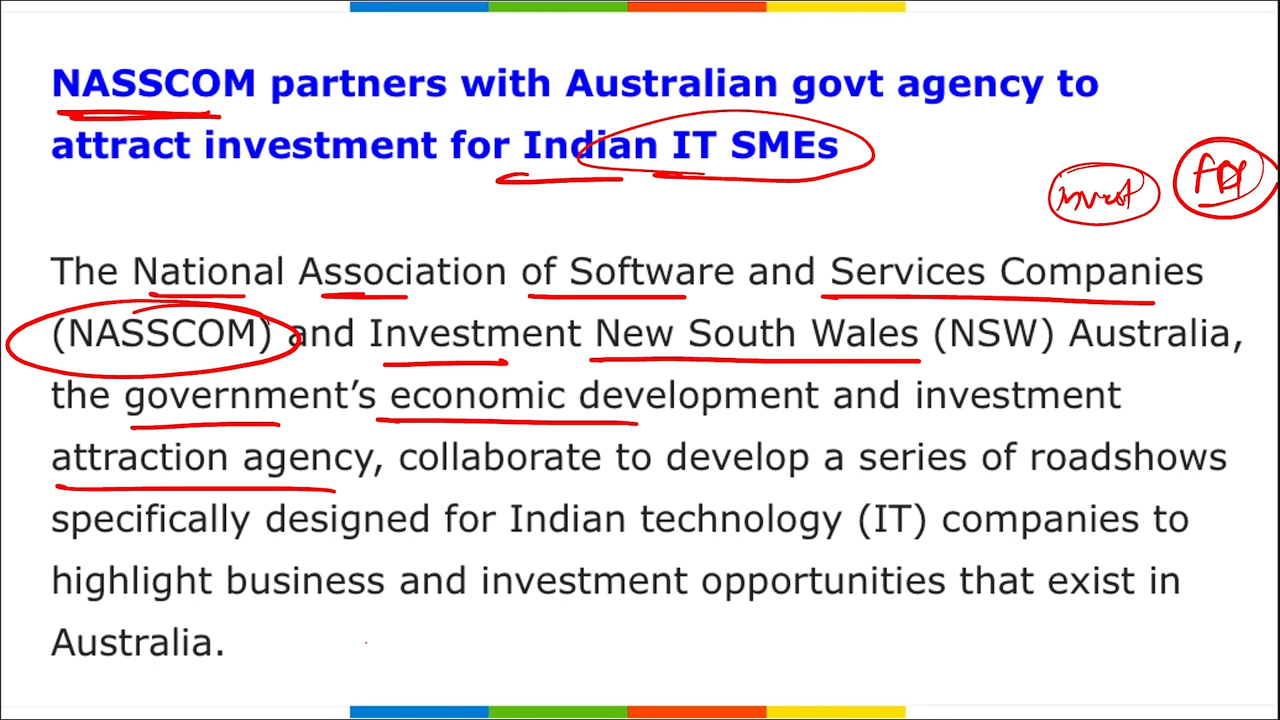 NASSCOM partners with Australian govt agency to
attract investment for Indian IT SMEs
invest
The National Association of Software and Services Companies
(NASSCOM) and Investment New South Wales (NSW) Australia,
the government’s economic development and investment
attraction agency, collaborate to develop a series of roadshows
specifically designed for Indian technology (IT) companies to
highlight business and investment opportunities that exist in
Australia.